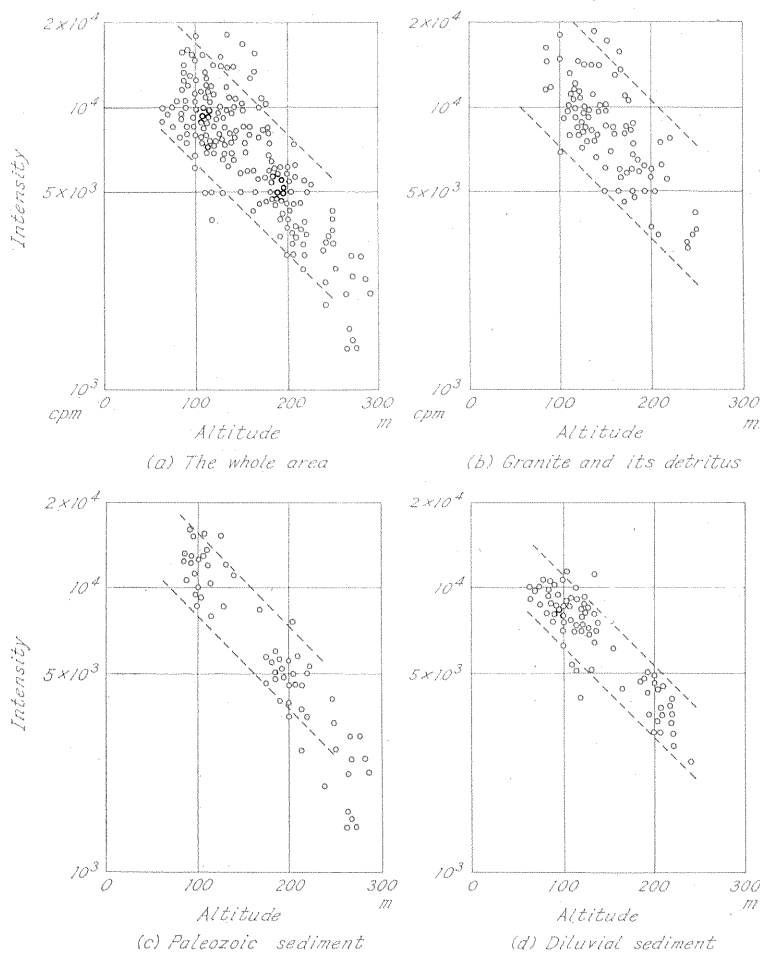 2×10⁴ 2×10⁴
10⁴ 10⁴
Intensity
5×10³ 5×10³
10³ 10³
cpm 0 100 200 300 cpm 0 100 200 300
m m
Altitude Altitude
(a) The whole area (b) Granite and its detritus
2×10⁴ 2×10⁴
10⁴ 10⁴
Intensity
5×10³ 5×10³
10³ 10³
0 100 200 300 0 100 200 300
m m
Altitude Altitude
(c) Paleozoic sediment (d) Diluvial sediment